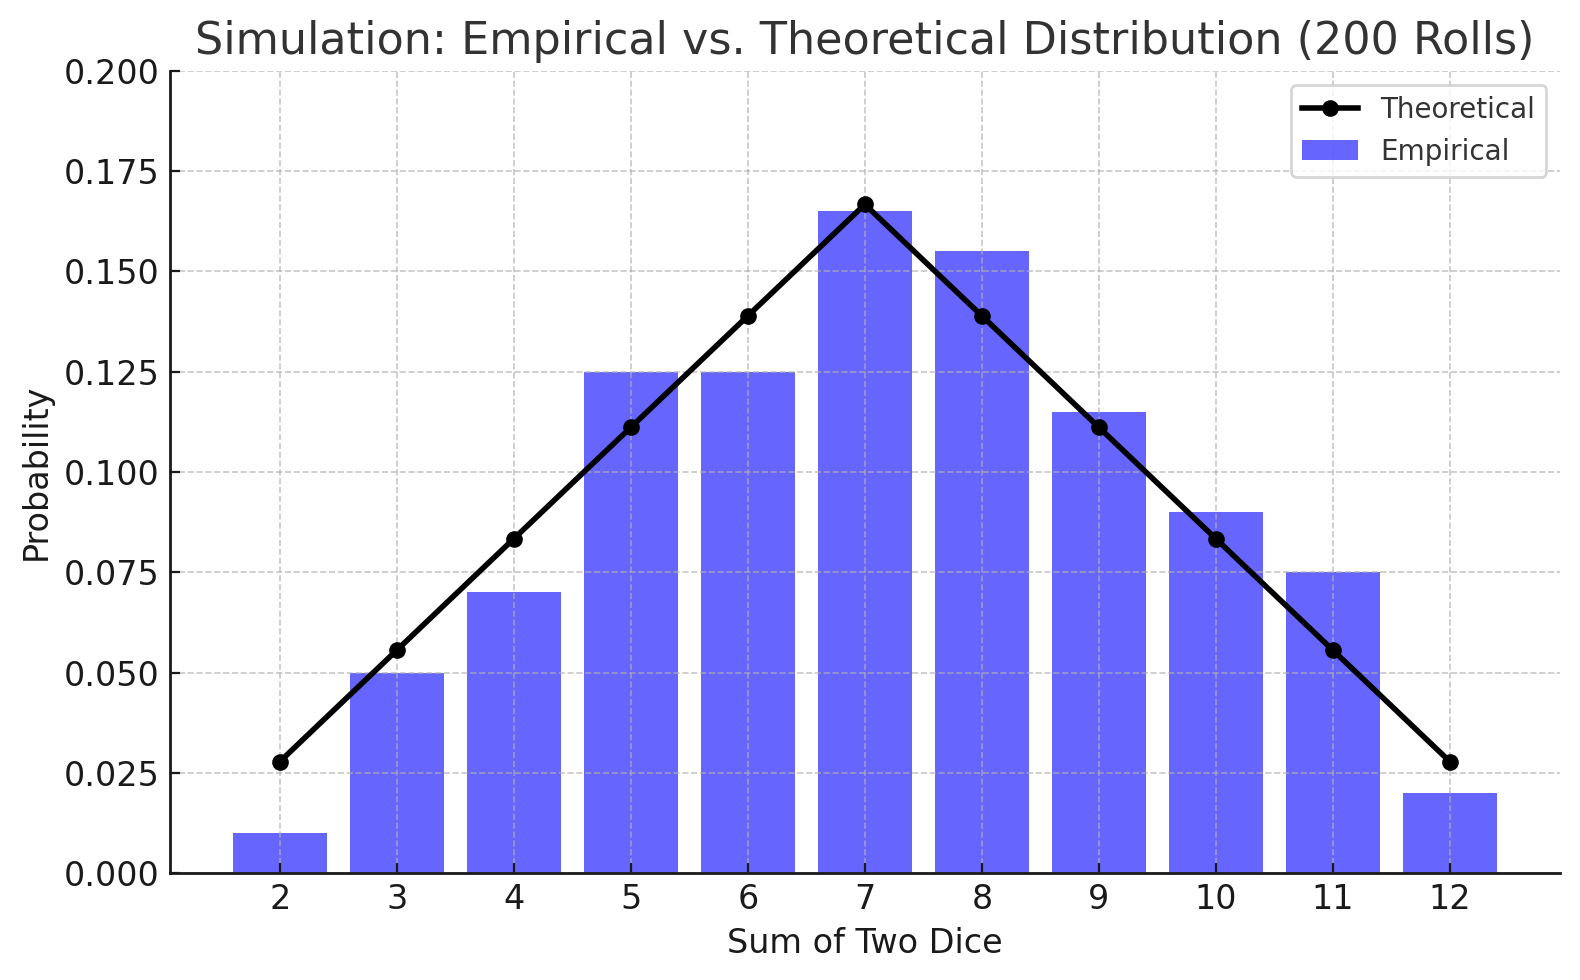 Simulation: Empirical vs. Theoretical Distribution (200 Rolls)
0.200
0.175
0.150
0.125
0.100
0.075
0.050
0.025
0.000
Probability
Theoretical
Empirical
2 3 4 5 6 7 8 9 10 11 12
Sum of Two Dice